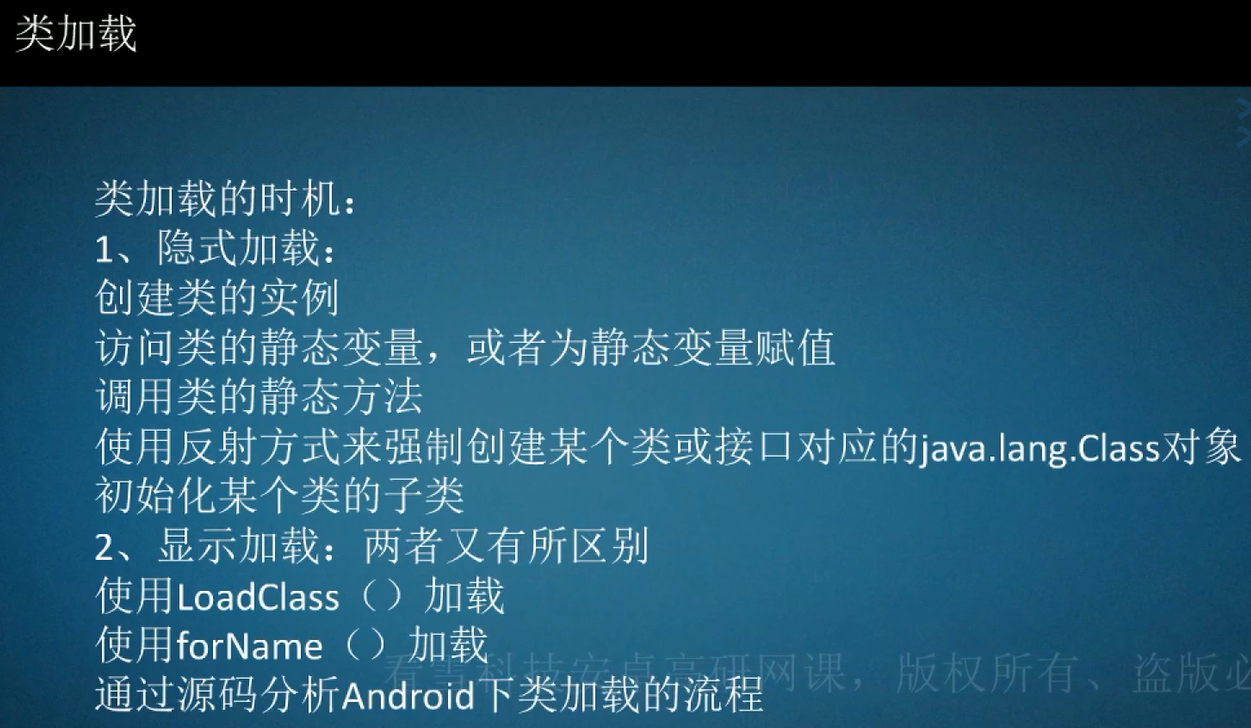 类加载
类加载的时机：
1、隐式加载：
创建类的实例
访问类的静态变量，或者为静态变量赋值
调用类的静态方法
使用反射方式来强制创建某个类或接口对应的java.lang.Class对象
初始化某个类的子类
2、显示加载：两者又有所区别
使用LoadClass（）加载
使用forName（）加载
看雪科技安卓高研网课，版权所有、盗版必
通过源码分析Android下类加载的流程